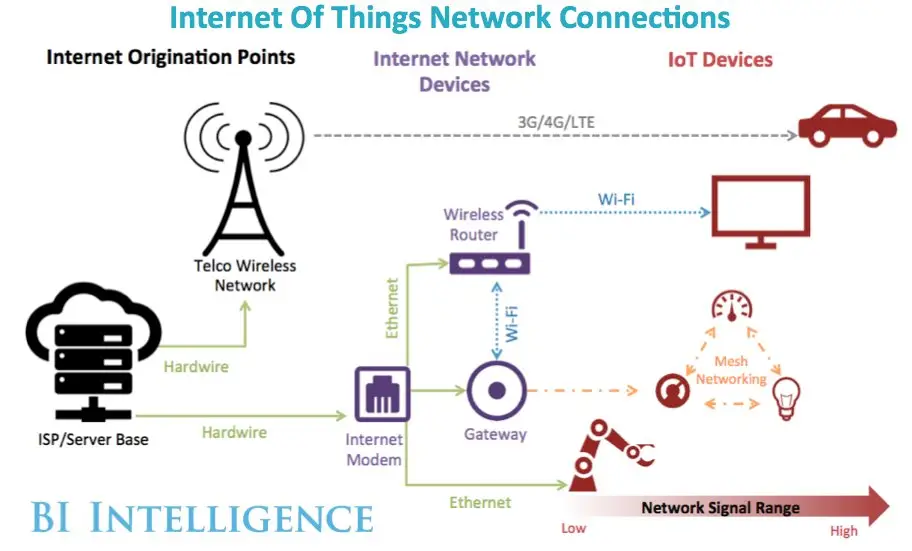 Internet Of Things Network Connections
Internet Origination Points
Internet Network
Devices
IoT Devices
3G/4G/LTE
Wi-Fi
Wireless
Router
Telco Wireless
Network
Ethernet
Wi-Fi
Hardwire
Mesh
Networking
ISP/Server Base
Hardwire
Internet
Modem
Gateway
Ethernet
Network Signal Range
Low
High
BI INTELLIGENCE